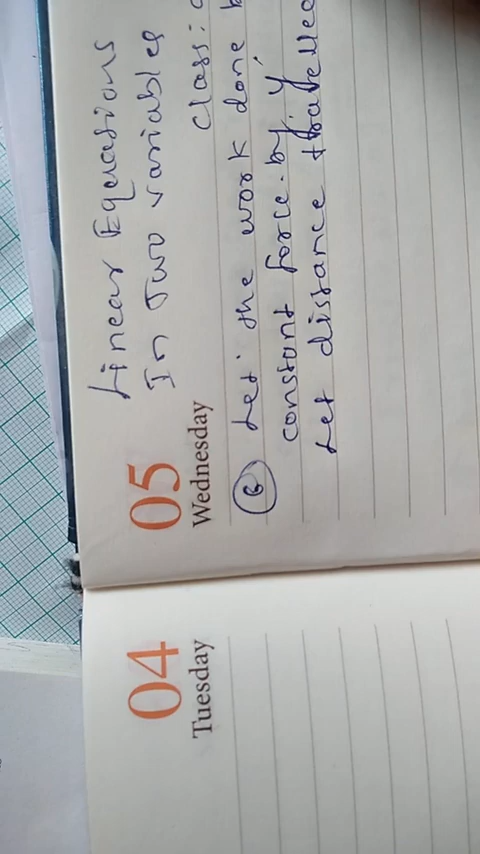 04
Tuesday
05
Wednesday
Linear Equations
In Two variables
class:
6 Let the work done
constant force by y
Let distance travelled